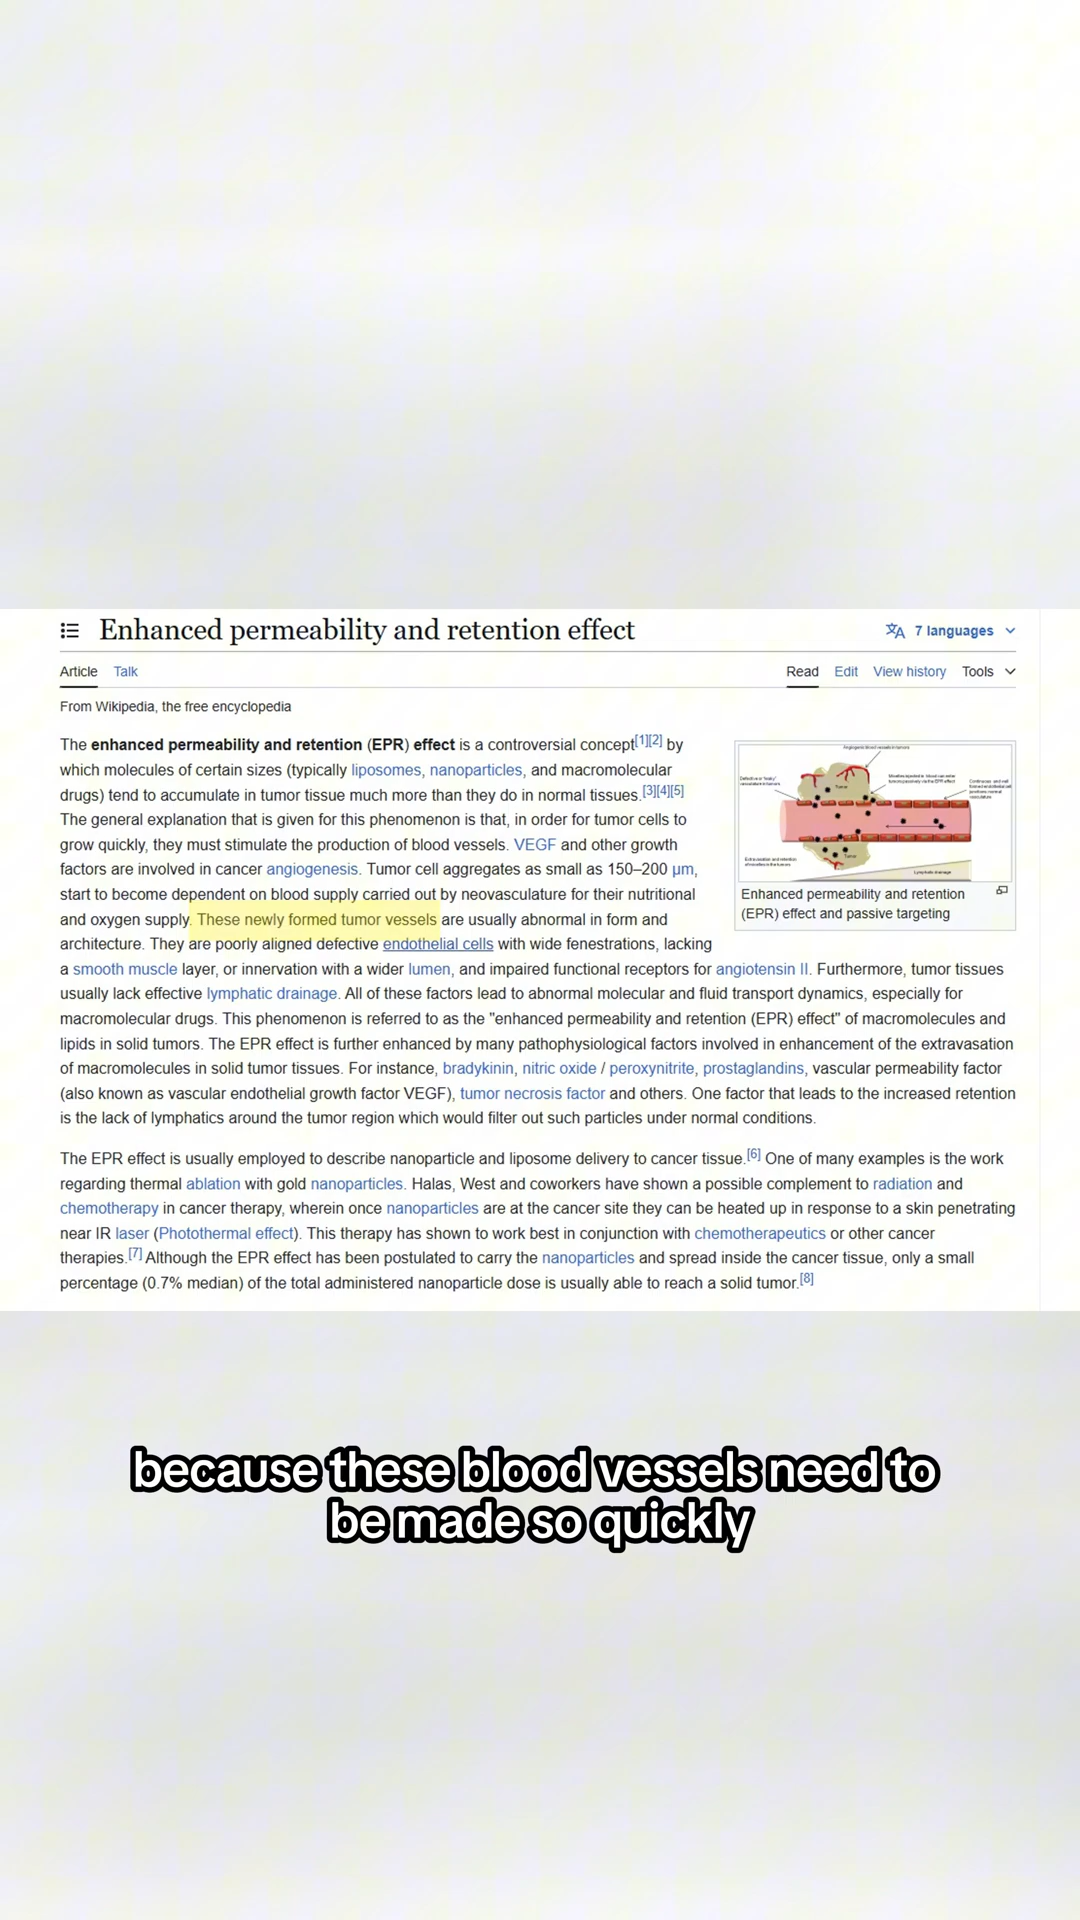 Enhanced permeability and retention effect
7 languages
Article Talk Read Edit View history Tools
From Wikipedia, the free encyclopedia
The enhanced permeability and retention (EPR) effect is a controversial concept[1][2] by
which molecules of certain sizes (typically liposomes, nanoparticles, and macromolecular
drugs) tend to accumulate in tumor tissue much more than they do in normal tissues.[3][4][5]
The general explanation that is given for this phenomenon is that, in order for tumor cells to
grow quickly, they must stimulate the production of blood vessels. VEGF and other growth
factors are involved in cancer angiogenesis. Tumor cell aggregates as small as 150–200 μm,
start to become dependent on blood supply carried out by neovasculature for their nutritional
and oxygen supply. These newly formed tumor vessels are usually abnormal in form and
architecture. They are poorly aligned defective endothelial cells with wide fenestrations, lacking
a smooth muscle layer, or innervation with a wider lumen, and impaired functional receptors for angiotensin II. Furthermore, tumor tissues
usually lack effective lymphatic drainage. All of these factors lead to abnormal molecular and fluid transport dynamics, especially for
macromolecular drugs. This phenomenon is referred to as the "enhanced permeability and retention (EPR) effect" of macromolecules and
lipids in solid tumors. The EPR effect is further enhanced by many pathophysiological factors involved in enhancement of the extravasation
of macromolecules in solid tumor tissues. For instance, bradykinin, nitric oxide / peroxynitrite, prostaglandins, vascular permeability factor
(also known as vascular endothelial growth factor VEGF), tumor necrosis factor and others. One factor that leads to the increased retention
is the lack of lymphatics around the tumor region which would filter out such particles under normal conditions.
Angiogenic blood vessels in tumors
Tumor
Tumor
Lymphatic drainage
Enhanced permeability and retention
(EPR) effect and passive targeting
The EPR effect is usually employed to describe nanoparticle and liposome delivery to cancer tissue.[6] One of many examples is the work
regarding thermal ablation with gold nanoparticles. Halas, West and coworkers have shown a possible complement to radiation and
chemotherapy in cancer therapy, wherein once nanoparticles are at the cancer site they can be heated up in response to a skin penetrating
near IR laser (Photothermal effect). This therapy has shown to work best in conjunction with chemotherapeutics or other cancer
therapies.[7] Although the EPR effect has been postulated to carry the nanoparticles and spread inside the cancer tissue, only a small
percentage (0.7% median) of the total administered nanoparticle dose is usually able to reach a solid tumor.[8]
because these blood vessels need to
be made so quickly